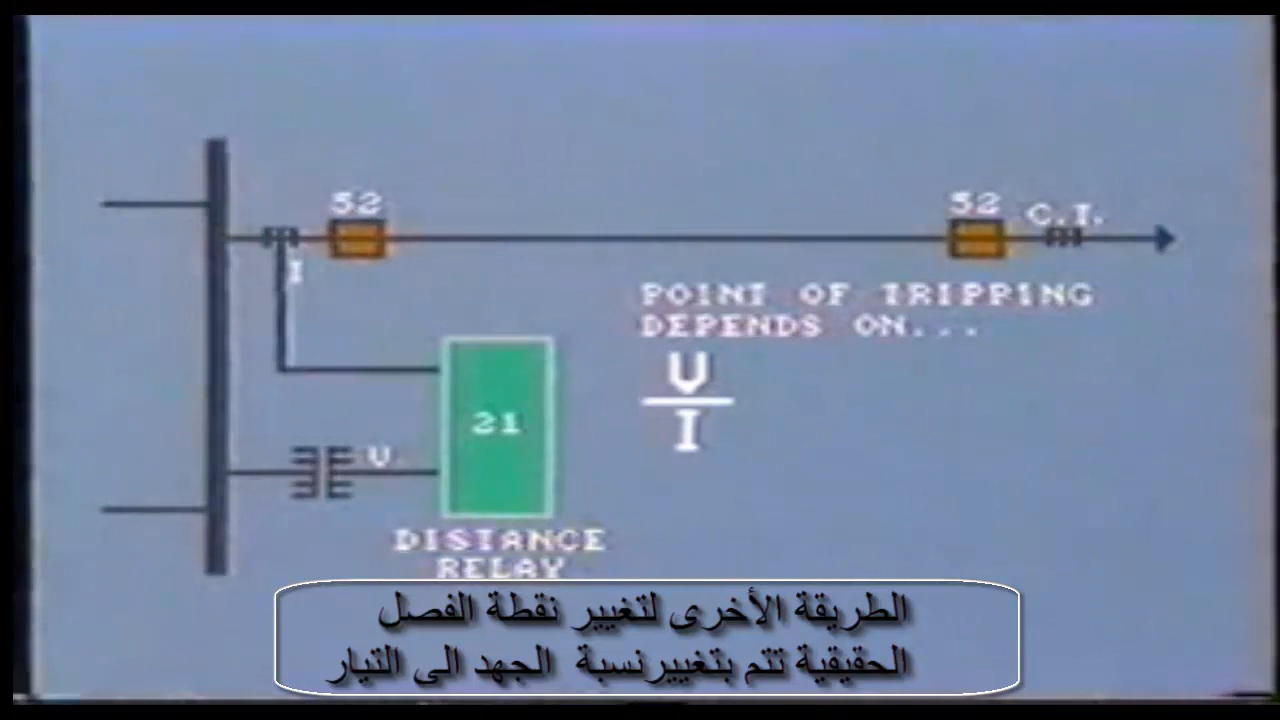 52
52
C.T.
I
POINT OF TRIPPING
DEPENDS ON...
V
I
21
V
DISTANCE
RELAY
الطريقة الأخرى لتغيير نقطة الفصل
الحقيقية تتم بتغييرنسبة الجهد الى التيار